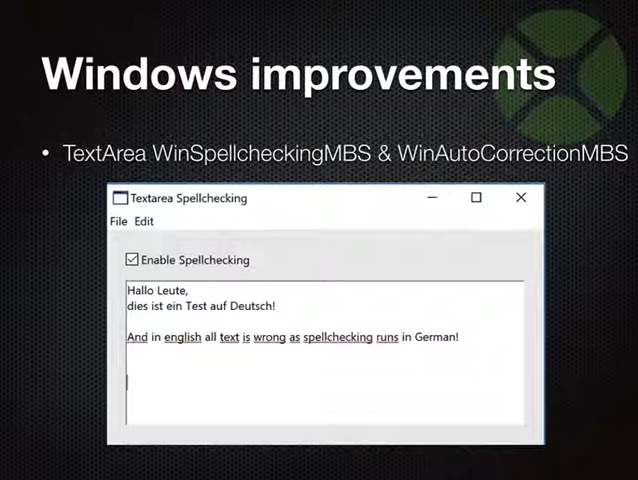 Windows improvements
• TextArea WinSpellcheckingMBS & WinAutoCorrectionMBS
Textarea Spellchecking
File Edit
Enable Spellchecking
Hallo Leute,
dies ist ein Test auf Deutsch!
And in english all text is wrong as spellchecking runs in German!